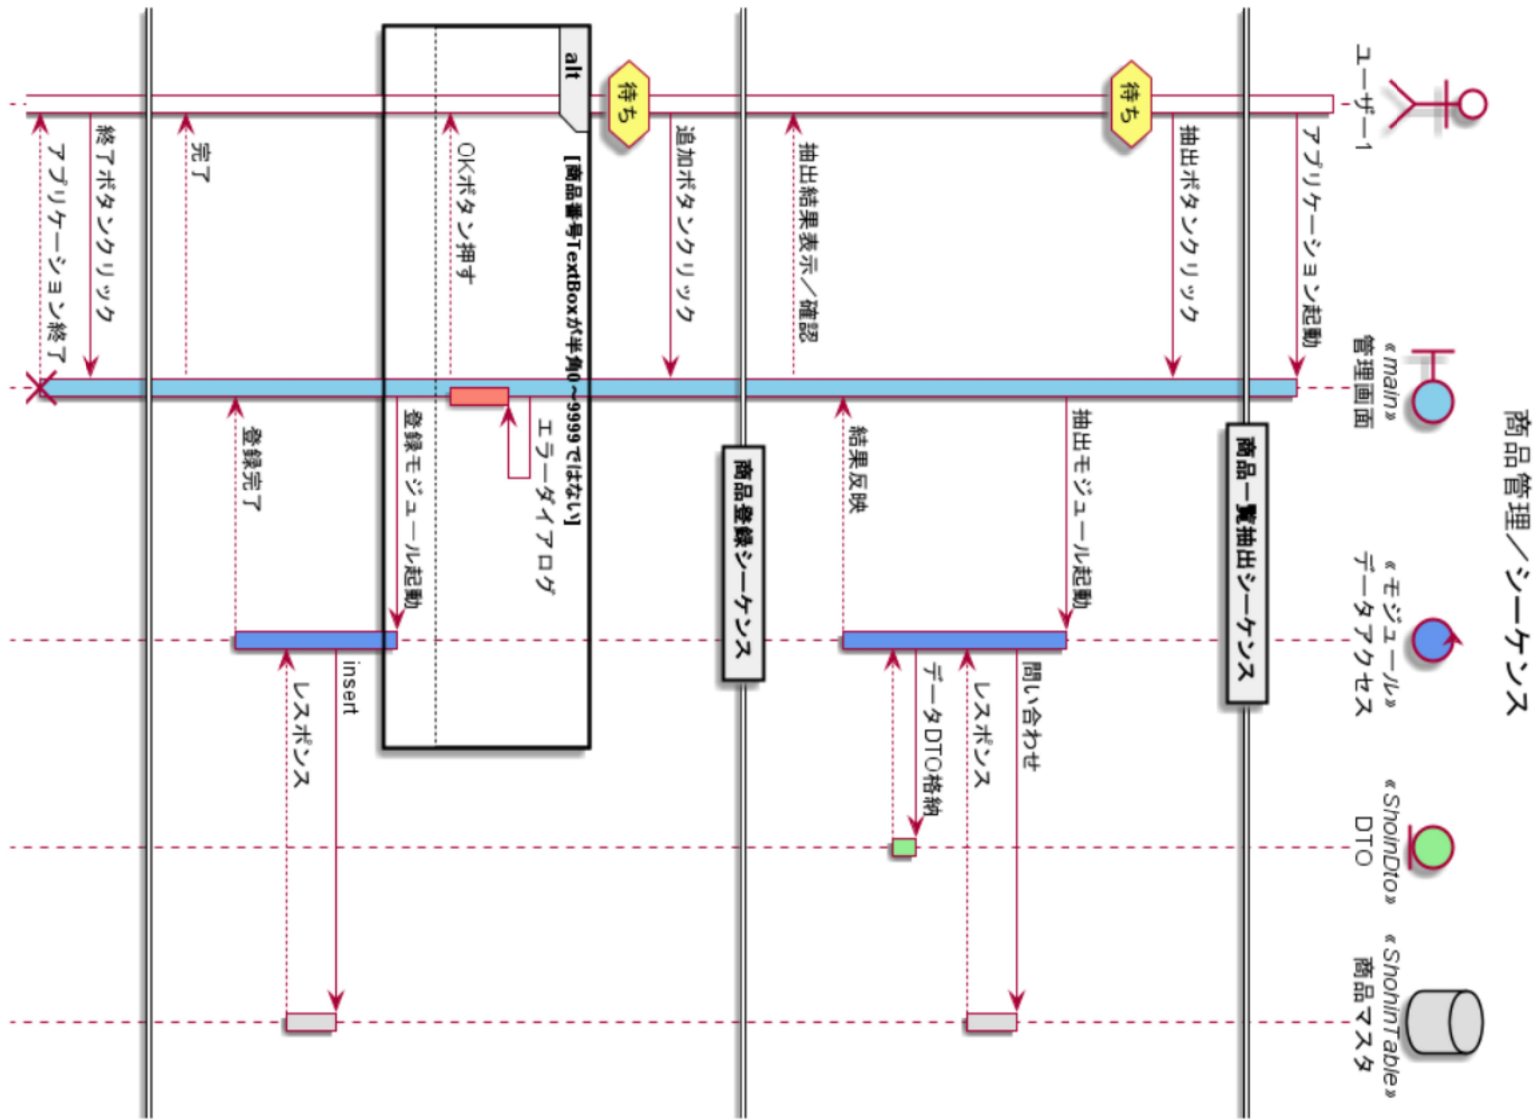 商品管理／シーケンス
ユーザー1
«main»
管理画面
«モジュール»
データアクセス
«ShoinDto»
DTO
«ShohinTable»
商品マスタ
アプリケーション起動
商品一覧抽出シーケンス
待ち
抽出ボタンクリック
抽出モジュール起動
問い合わせ
レスポンス
データDTO格納
結果反映
抽出結果表示／確認
商品登録シーケンス
待ち
追加ボタンクリック
alt
[商品番号TextBoxが半角0～9999ではない]
エラーダイアログ
OKボタン押す
登録モジュール起動
insert
レスポンス
登録完了
完了
終了ボタンクリック
アプリケーション終了